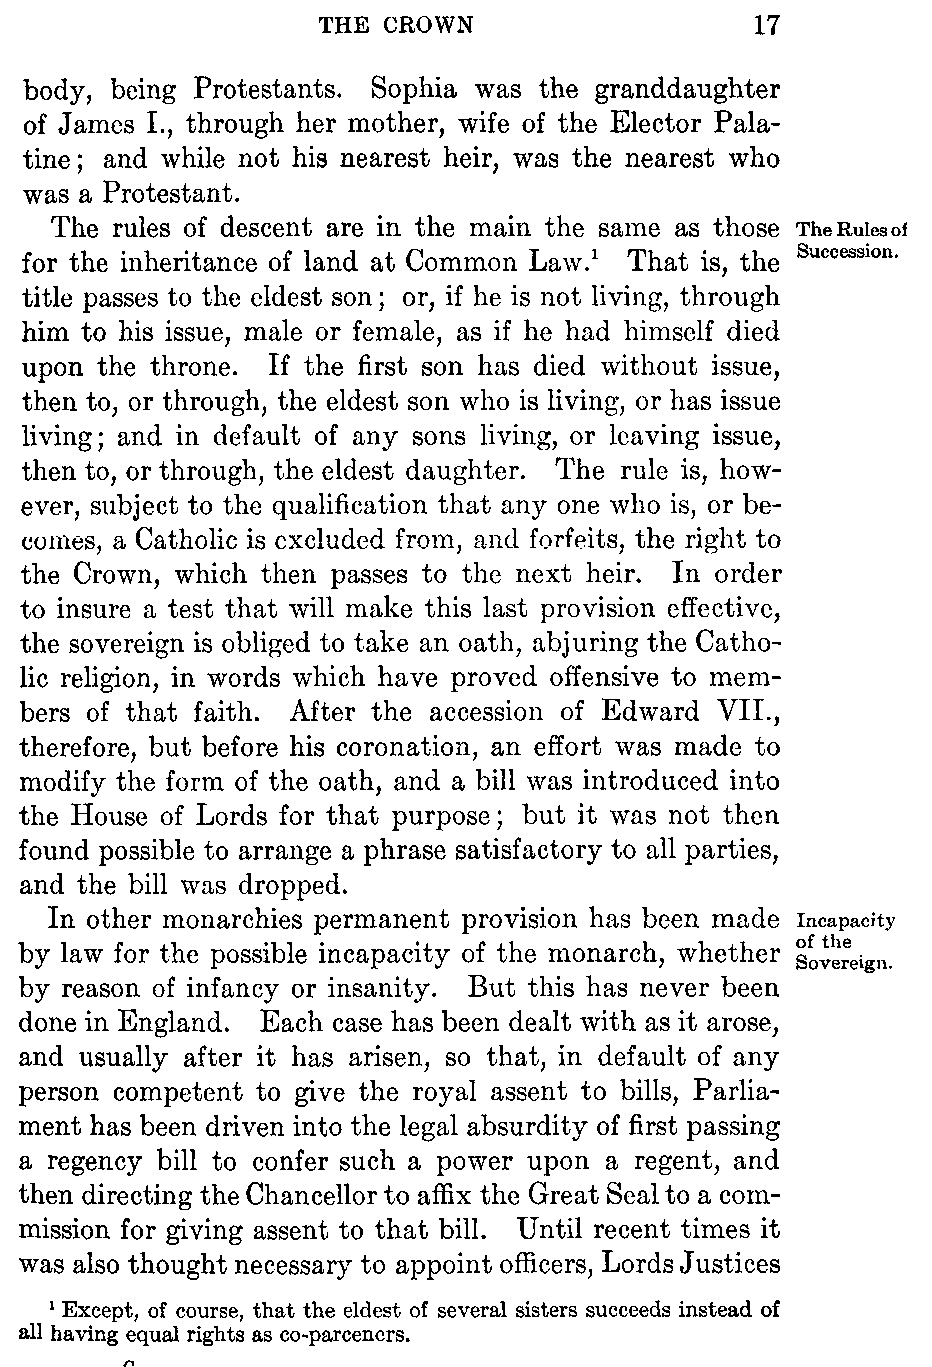 THE CROWN 17
body, being Protestants. Sophia was the granddaughter
of James I., through her mother, wife of the Elector Pala-
tine; and while not his nearest heir, was the nearest who
was a Protestant.
The rules of descent are in the main the same as those
for the inheritance of land at Common Law.¹ That is, the
title passes to the eldest son; or, if he is not living, through
him to his issue, male or female, as if he had himself died
upon the throne. If the first son has died without issue,
then to, or through, the eldest son who is living, or has issue
living; and in default of any sons living, or leaving issue,
then to, or through, the eldest daughter. The rule is, how-
ever, subject to the qualification that any one who is, or be-
comes, a Catholic is excluded from, and forfeits, the right to
the Crown, which then passes to the next heir. In order
to insure a test that will make this last provision effective,
the sovereign is obliged to take an oath, abjuring the Catho-
lic religion, in words which have proved offensive to mem-
bers of that faith. After the accession of Edward VII.,
therefore, but before his coronation, an effort was made to
modify the form of the oath, and a bill was introduced into
the House of Lords for that purpose; but it was not then
found possible to arrange a phrase satisfactory to all parties,
and the bill was dropped.
The Rules of
Succession.
In other monarchies permanent provision has been made
by law for the possible incapacity of the monarch, whether
by reason of infancy or insanity. But this has never been
done in England. Each case has been dealt with as it arose,
and usually after it has arisen, so that, in default of any
person competent to give the royal assent to bills, Parlia-
ment has been driven into the legal absurdity of first passing
a regency bill to confer such a power upon a regent, and
then directing the Chancellor to affix the Great Seal to a com-
mission for giving assent to that bill. Until recent times it
was also thought necessary to appoint officers, Lords Justices
Incapacity
of the
Sovereign.
¹ Except, of course, that the eldest of several sisters succeeds instead of
all having equal rights as co-parceners.